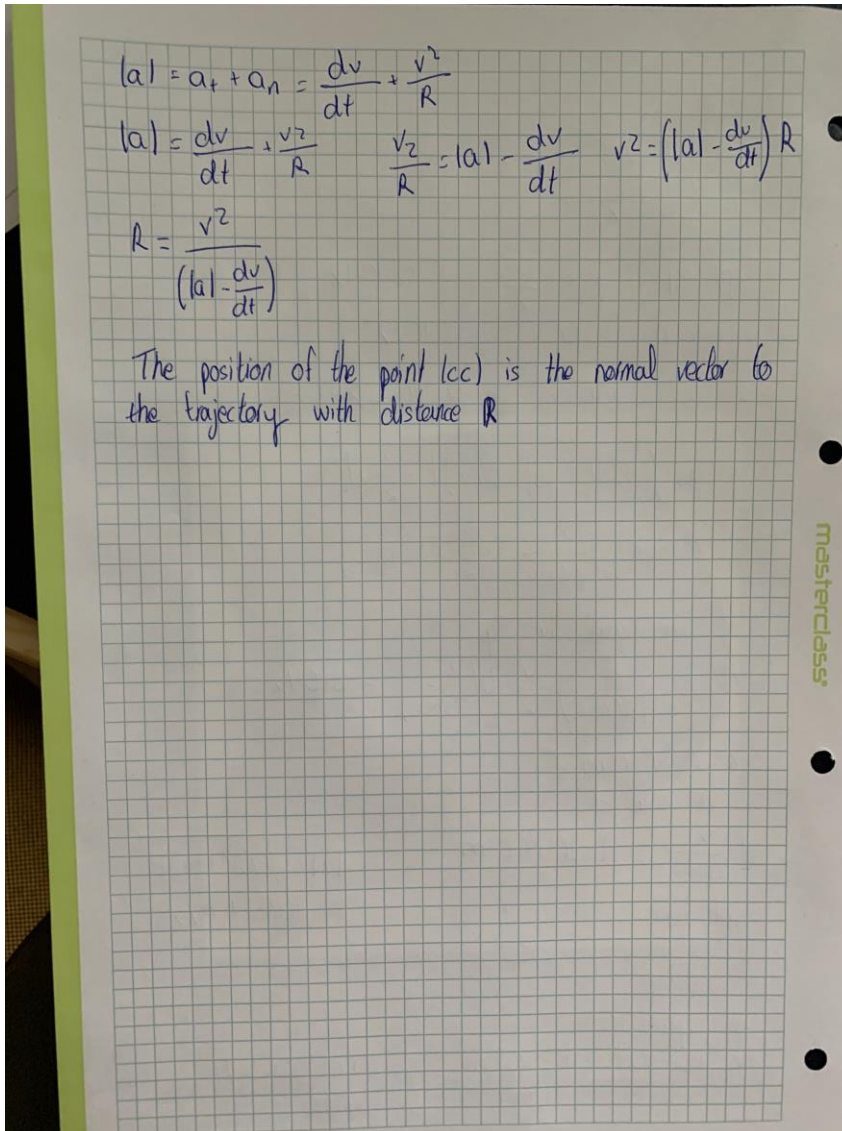 |a| = a_t + a_n = dv/dt + v²/R
|a| = dv/dt + v2/R    v2/R = |a| - dv/dt    v² = (|a| - dv/dt) R
R = v²/(|a| - dv/dt)
The position of the point (cc) is the normal vector to
the trajectory with distance R
masterclass